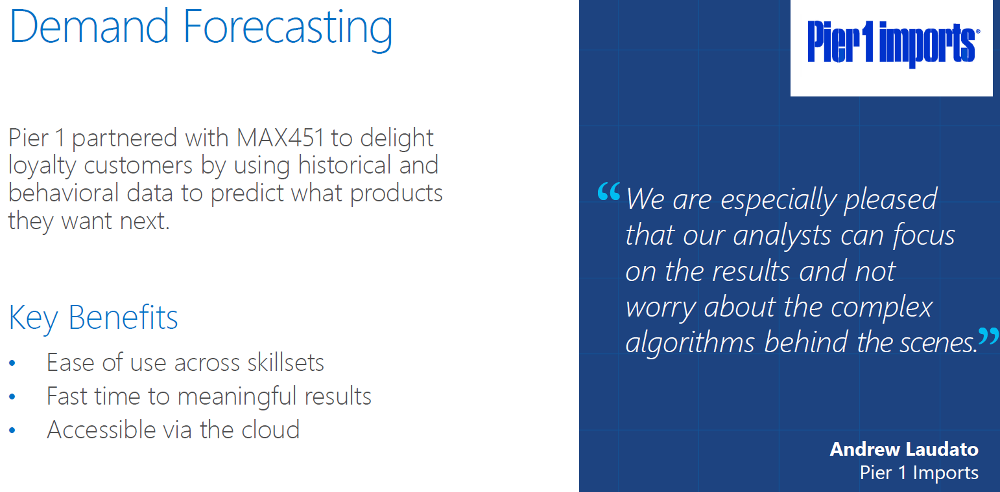 Demand Forecasting
Pier 1 partnered with MAX451 to delight
loyalty customers by using historical and
behavioral data to predict what products
they want next.
Key Benefits
• Ease of use across skillsets
• Fast time to meaningful results
• Accessible via the cloud
Pier 1 imports®
“We are especially pleased
that our analysts can focus
on the results and not
worry about the complex
algorithms behind the scenes.”
Andrew Laudato
Pier 1 Imports